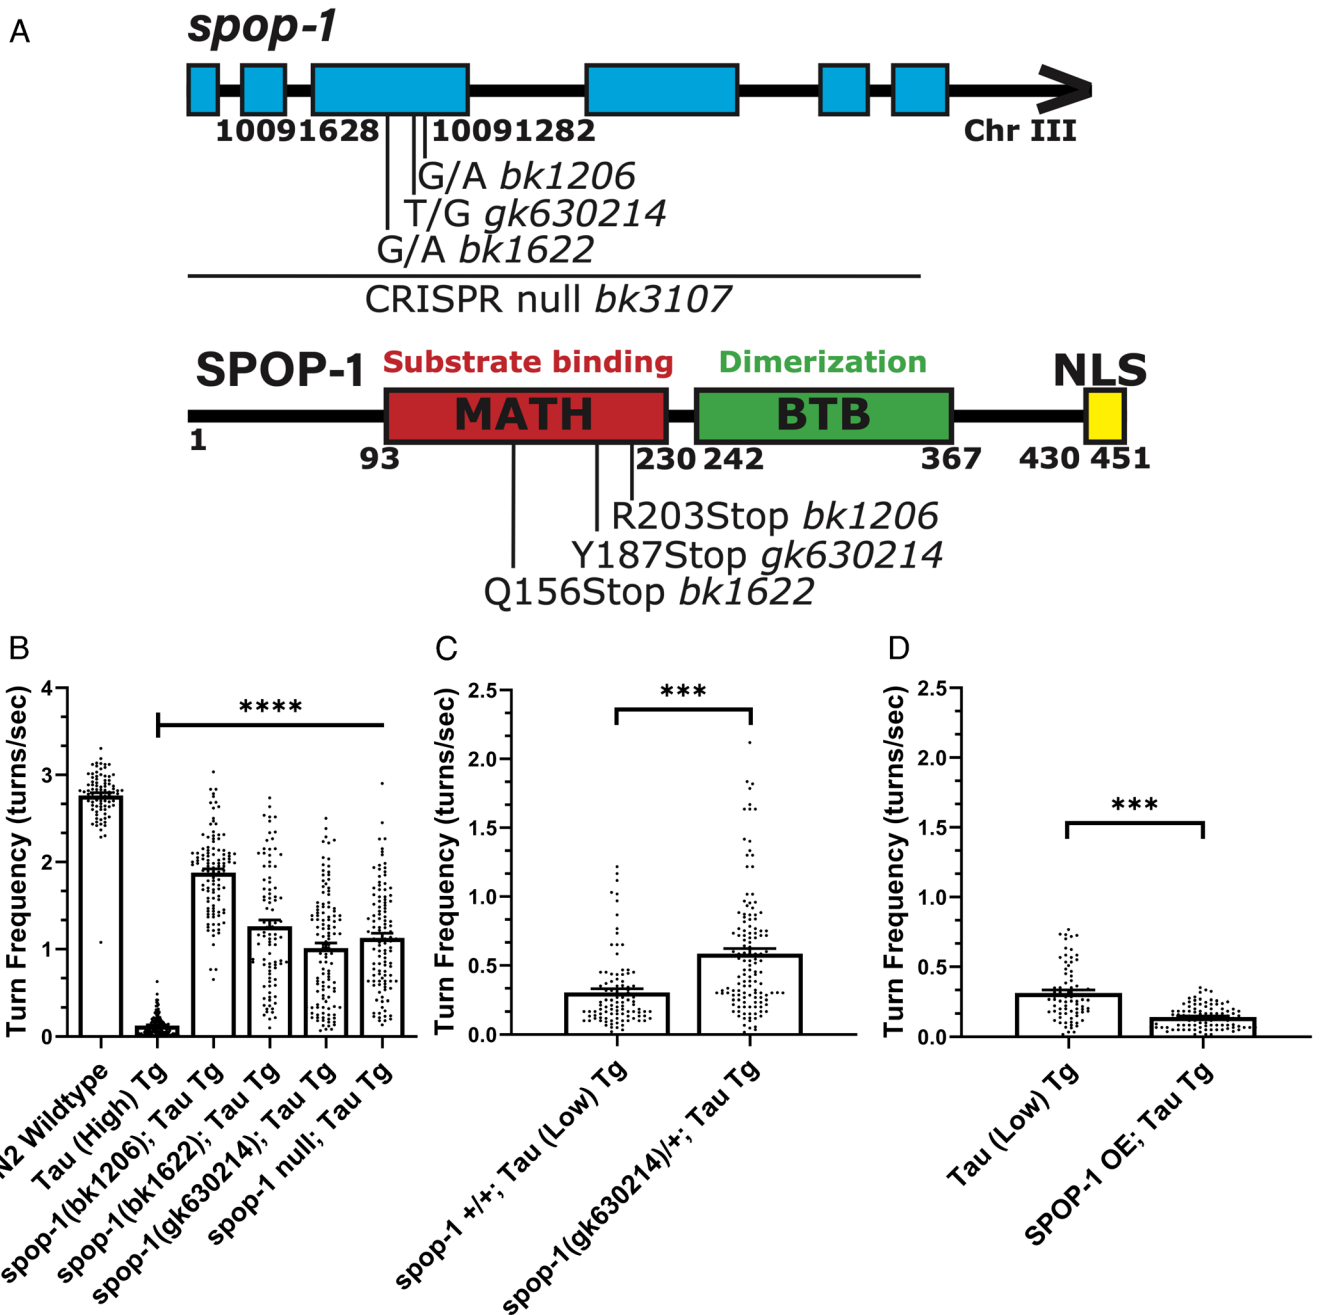 A
spop-1
10091628 10091282 Chr III
G/A bk1206
T/G gk630214
G/A bk1622
CRISPR null bk3107
SPOP-1 Substrate binding Dimerization NLS
MATH BTB
1 93 230 242 367 430 451
R203Stop bk1206
Y187Stop gk630214
Q156Stop bk1622
B
Turn Frequency (turns/sec)
4
3
2
1
0
****
N2 Wildtype
Tau (High) Tg
spop-1(bk1206); Tau Tg
spop-1(bk1622); Tau Tg
spop-1(gk630214); Tau Tg
spop-1 null; Tau Tg
C
Turn Frequency (turns/sec)
2.5
2.0
1.5
1.0
0.5
0.0
***
spop-1 +/+; Tau (Low) Tg
spop-1(gk630214)/+; Tau Tg
D
Turn Frequency (turns/sec)
2.5
2.0
1.5
1.0
0.5
0.0
***
Tau (Low) Tg
SPOP-1 OE; Tau Tg